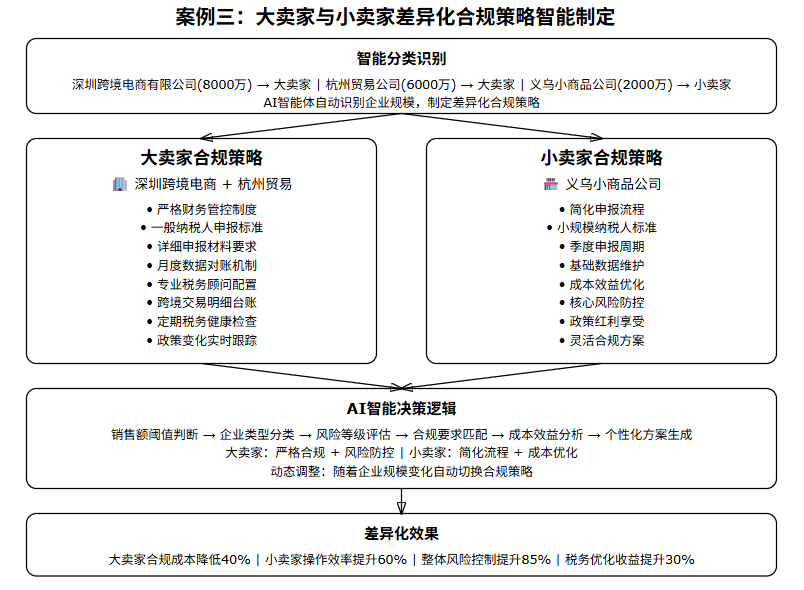 案例三：大卖家与小卖家差异化合规策略智能制定
智能分类识别
深圳跨境电商有限公司(8000万) → 大卖家 | 杭州贸易公司(6000万) → 大卖家 | 义乌小商品公司(2000万) → 小卖家
AI智能体自动识别企业规模，制定差异化合规策略
大卖家合规策略
深圳跨境电商 + 杭州贸易
• 严格财务管控制度
• 一般纳税人申报标准
• 详细申报材料要求
• 月度数据对账机制
• 专业税务顾问配置
• 跨境交易明细台账
• 定期税务健康检查
• 政策变化实时跟踪
小卖家合规策略
义乌小商品公司
• 简化申报流程
• 小规模纳税人标准
• 季度申报周期
• 基础数据维护
• 成本效益优化
• 核心风险防控
• 政策红利享受
• 灵活合规方案
AI智能决策逻辑
销售额阈值判断 → 企业类型分类 → 风险等级评估 → 合规要求匹配 → 成本效益分析 → 个性化方案生成
大卖家：严格合规 + 风险防控 | 小卖家：简化流程 + 成本优化
动态调整：随着企业规模变化自动切换合规策略
差异化效果
大卖家合规成本降低40% | 小卖家操作效率提升60% | 整体风险控制提升85% | 税务优化收益提升30%